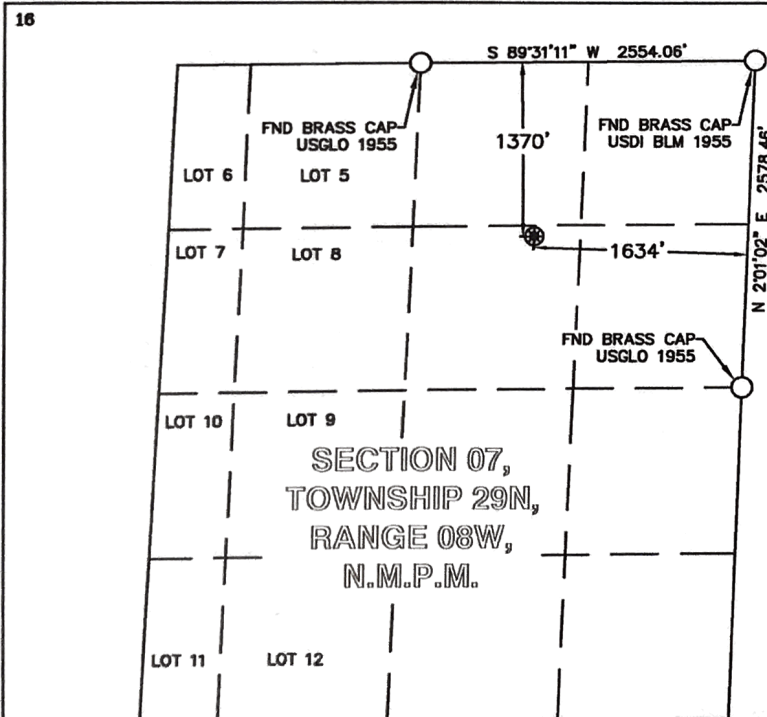 16
S 89°31'11" W 2554.06'
FND BRASS CAP
USGLO 1955
FND BRASS CAP
USDI BLM 1955
1370'
N 2°01'02" E 2578.46'
LOT 6
LOT 5
LOT 7
LOT 8
1634'
FND BRASS CAP
USGLO 1955
LOT 10
LOT 9
SECTION 07,
TOWNSHIP 29N,
RANGE 08W,
N.M.P.M.
LOT 11
LOT 12